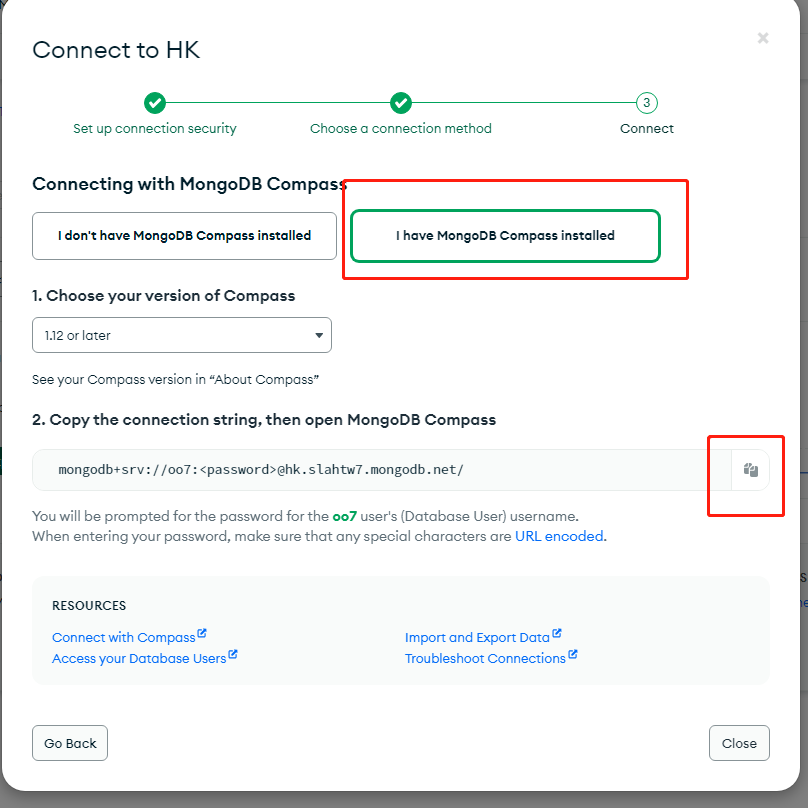 Connect to HK
3
Set up connection security
Choose a connection method
Connect
Connecting with MongoDB Compass
I don't have MongoDB Compass installed
I have MongoDB Compass installed
1. Choose your version of Compass
1.12 or later
See your Compass version in “About Compass”
2. Copy the connection string, then open MongoDB Compass
mongodb+srv://oo7:<password>@hk.slahtw7.mongodb.net/
You will be prompted for the password for the oo7 user's (Database User) username.
When entering your password, make sure that any special characters are URL encoded.
RESOURCES
Connect with Compass
Import and Export Data
Access your Database Users
Troubleshoot Connections
Go Back
Close